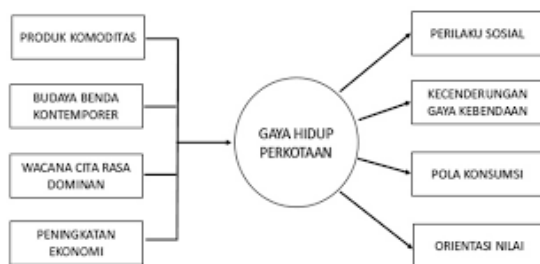 PRODUK KOMODITAS
BUDAYA BENDA
KONTEMPORER
WACANA CITA RASA
DOMINAN
PENINGKATAN
EKONOMI
GAYA HIDUP
PERKOTAAN
PERILAKU SOSIAL
KECENDERUNGAN
GAYA KEBENDAAN
POLA KONSUMSI
ORIENTASI NILAI